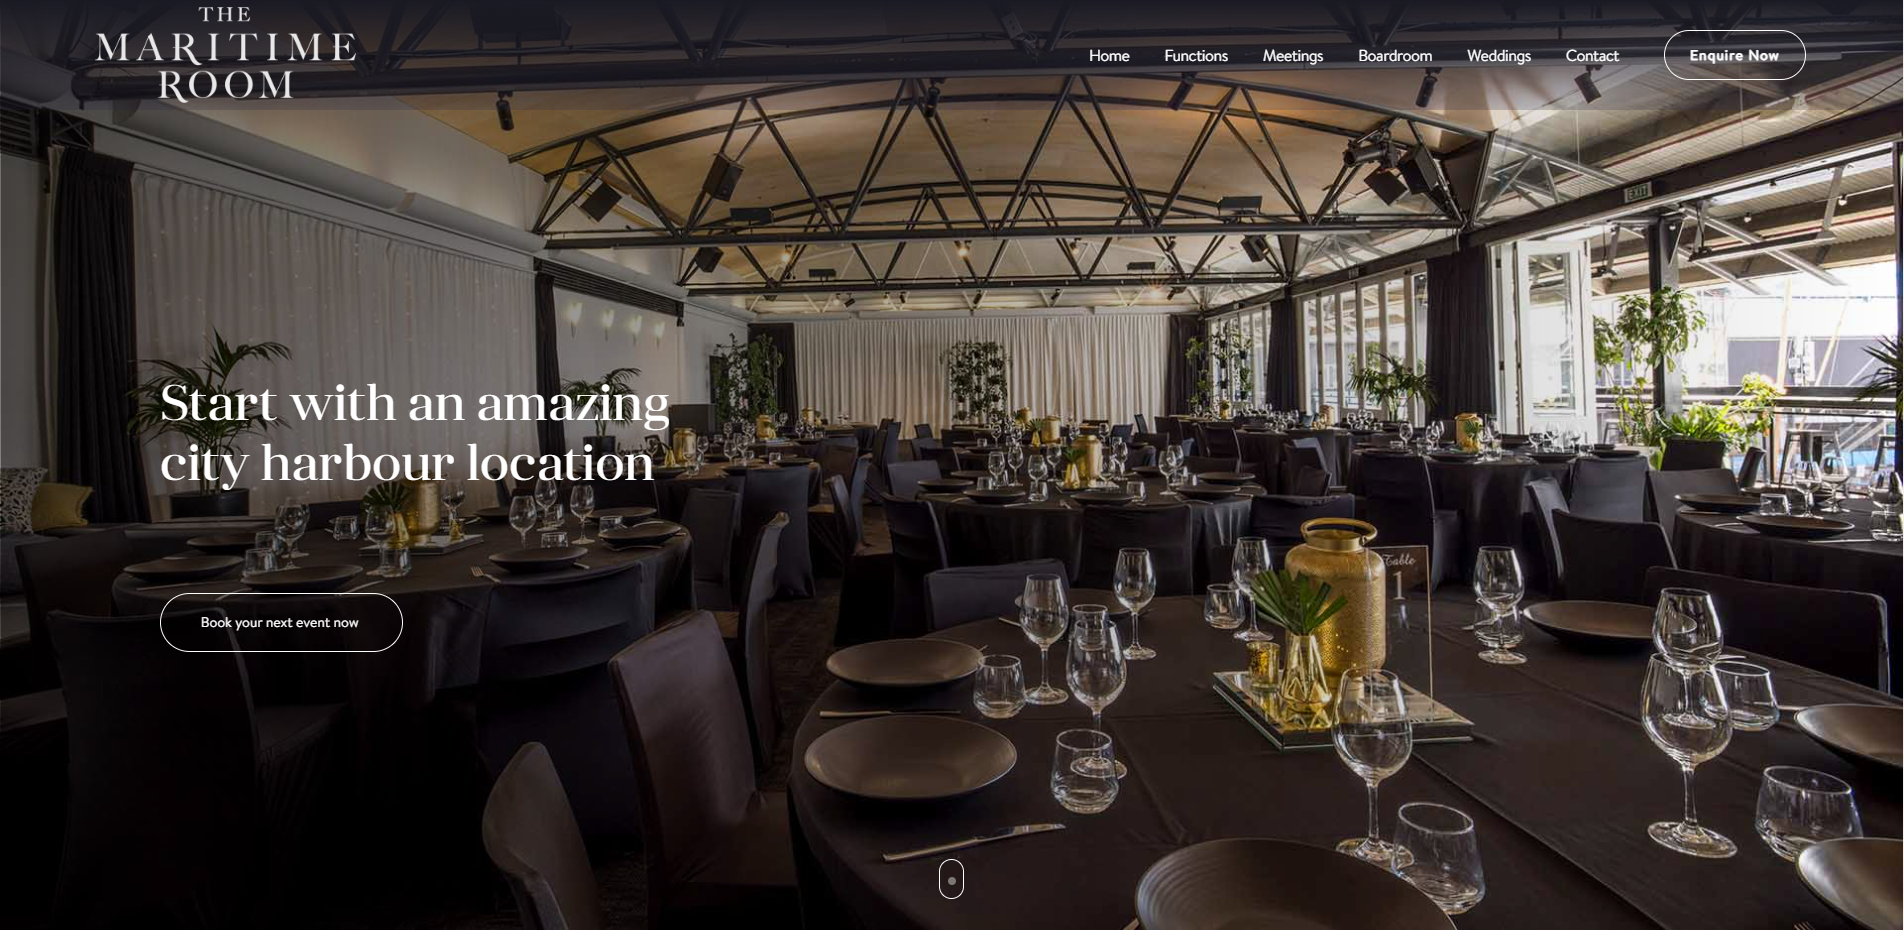 THE
MARITIME
ROOM
Home Functions Meetings Boardroom Weddings Contact Enquire Now
EXIT
Start with an amazing
city harbour location
Table
1
Book your next event now